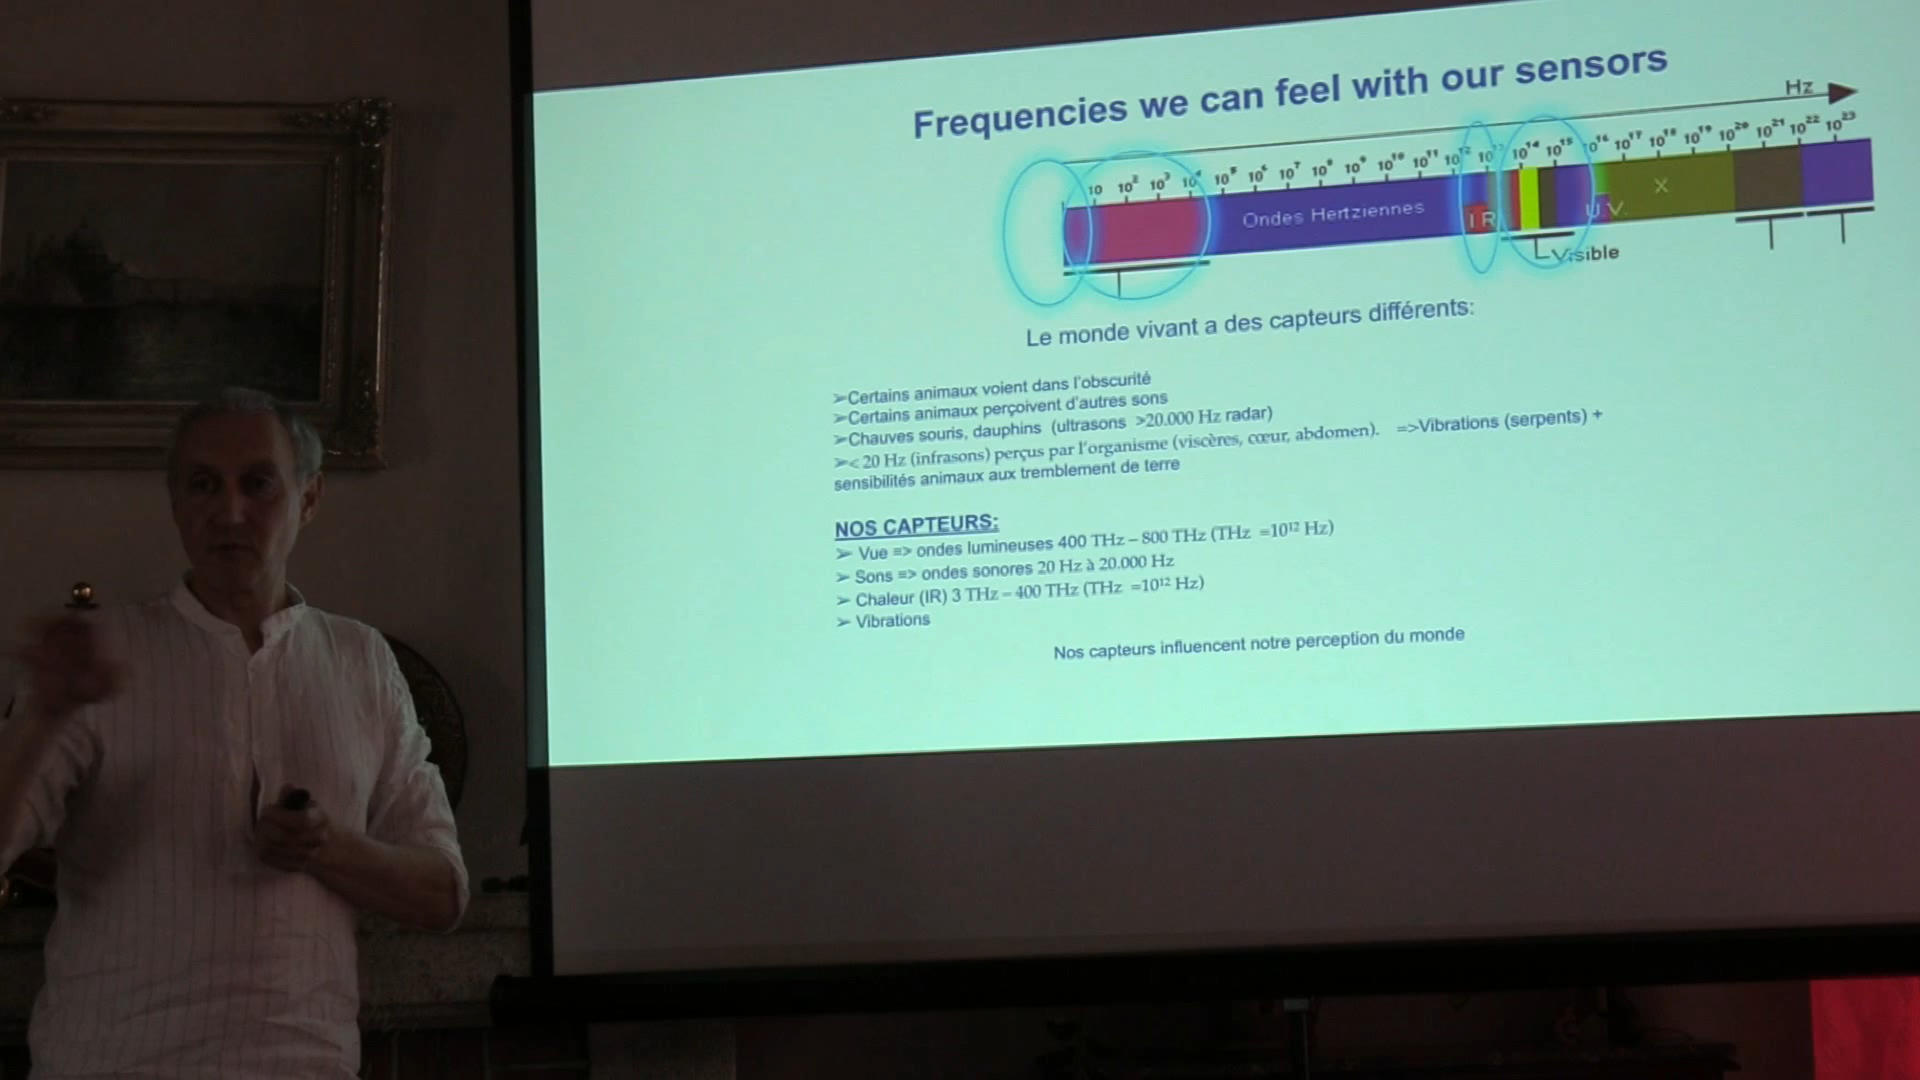 Frequencies we can feel with our sensors
Hz
10 10² 10³ 10⁴ 10⁵ 10⁶ 10⁷ 10⁸ 10⁹ 10¹⁰ 10¹¹ 10¹² 10¹³ 10¹⁴ 10¹⁵ 10¹⁶ 10¹⁷ 10¹⁸ 10¹⁹ 10²⁰ 10²¹ 10²² 10²³
Ondes Hertziennes IR U.V. X
Visible
Le monde vivant a des capteurs différents:
➢Certains animaux voient dans l'obscurité
➢Certains animaux perçoivent d'autres sons
➢Chauves souris, dauphins (ultrasons >20.000 Hz radar)
➢< 20 Hz (infrasons) perçus par l'organisme (viscères, cœur, abdomen). =>Vibrations (serpents) +
sensibilités animaux aux tremblement de terre
NOS CAPTEURS:
➢ Vue => ondes lumineuses 400 THz – 800 THz (THz =10¹² Hz)
➢ Sons => ondes sonores 20 Hz à 20.000 Hz
➢ Chaleur (IR) 3 THz – 400 THz (THz =10¹² Hz)
➢ Vibrations
Nos capteurs influencent notre perception du monde